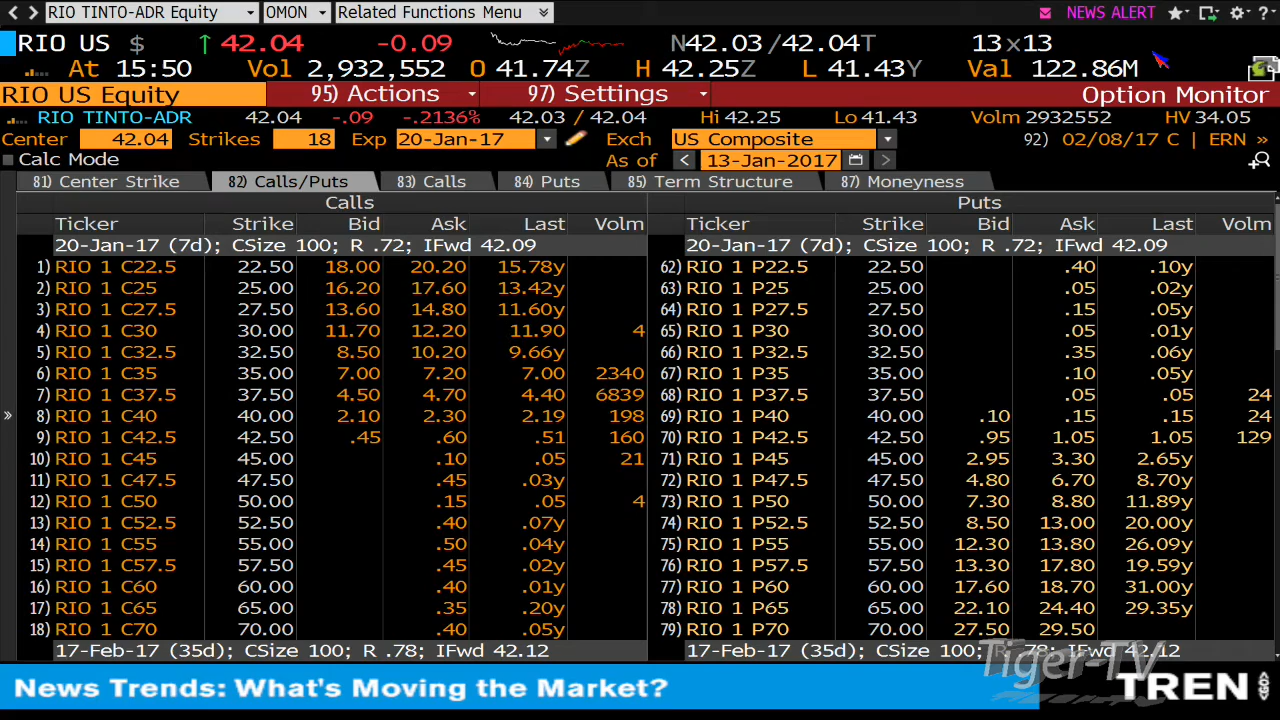 RIO TINTO-ADR Equity OMON Related Functions Menu NEWS ALERT
RIO US $ ↑ 42.04 -0.09 N42.03 /42.04T 13x13
At 15:50 Vol 2,932,552 O 41.74Z H 42.25Z L 41.43Y Val 122.86M
RIO US Equity 95) Actions 97) Settings Option Monitor
RIO TINTO-ADR 42.04 -.09 -.2136% 42.03 / 42.04 Hi 42.25 Lo 41.43 Volm 2932552 HV 34.05
Center 42.04 Strikes 18 Exp 20-Jan-17 Exch US Composite 92) 02/08/17 C | ERN »
Calc Mode As of < 13-Jan-2017 >
81) Center Strike 82) Calls/Puts 83) Calls 84) Puts 85) Term Structure 87) Moneyness
Calls Puts
Ticker Strike Bid Ask Last Volm Ticker Strike Bid Ask Last Volm
20-Jan-17 (7d); CSize 100; R .72; IFwd 42.09 20-Jan-17 (7d); CSize 100; R .72; IFwd 42.09
1) RIO 1 C22.5 22.50 18.00 20.20 15.78y 62) RIO 1 P22.5 22.50 .40 .10y
2) RIO 1 C25 25.00 16.20 17.60 13.42y 63) RIO 1 P25 25.00 .05 .02y
3) RIO 1 C27.5 27.50 13.60 14.80 11.60y 64) RIO 1 P27.5 27.50 .15 .05y
4) RIO 1 C30 30.00 11.70 12.20 11.90 4 65) RIO 1 P30 30.00 .05 .01y
5) RIO 1 C32.5 32.50 8.50 10.20 9.66y 66) RIO 1 P32.5 32.50 .35 .06y
6) RIO 1 C35 35.00 7.00 7.20 7.00 2340 67) RIO 1 P35 35.00 .10 .05y
7) RIO 1 C37.5 37.50 4.50 4.70 4.40 6839 68) RIO 1 P37.5 37.50 .05 .05 24
8) RIO 1 C40 40.00 2.10 2.30 2.19 198 69) RIO 1 P40 40.00 .10 .15 .15 24
9) RIO 1 C42.5 42.50 .45 .60 .51 160 70) RIO 1 P42.5 42.50 .95 1.05 1.05 129
10) RIO 1 C45 45.00 .10 .05 21 71) RIO 1 P45 45.00 2.95 3.30 2.65y
11) RIO 1 C47.5 47.50 .45 .03y 72) RIO 1 P47.5 47.50 4.80 6.70 8.70y
12) RIO 1 C50 50.00 .15 .05 4 73) RIO 1 P50 50.00 7.30 8.80 11.89y
13) RIO 1 C52.5 52.50 .40 .07y 74) RIO 1 P52.5 52.50 8.50 13.00 20.00y
14) RIO 1 C55 55.00 .50 .04y 75) RIO 1 P55 55.00 12.30 13.80 26.09y
15) RIO 1 C57.5 57.50 .45 .02y 76) RIO 1 P57.5 57.50 13.30 17.80 19.59y
16) RIO 1 C60 60.00 .40 .01y 77) RIO 1 P60 60.00 17.60 18.70 31.00y
17) RIO 1 C65 65.00 .35 .20y 78) RIO 1 P65 65.00 22.10 24.40 29.35y
18) RIO 1 C70 70.00 .40 .05y 79) RIO 1 P70 70.00 27.50 29.50
17-Feb-17 (35d); CSize 100; R .78; IFwd 42.12 17-Feb-17 (35d); CSize 100; R .78; IFwd 42.12
Tiger-TV
News Trends: What's Moving the Market? TREN